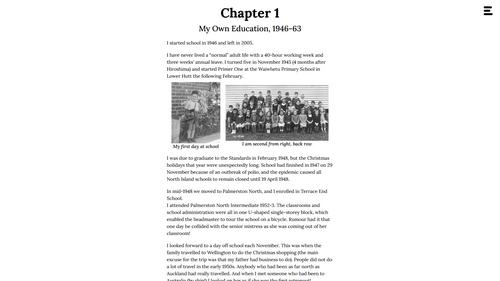 Chapter 1
My Own Education, 1946–63
I started school in 1946 and left in 2005.
I have never lived a "normal" adult life with a 40-hour working week and
three weeks' annual leave. I turned five in November 1945 (4 months after
Hiroshima) and started Primer One at the Waiwhetu Primary School in
Lower Hutt the following February.
My first day at school
I am second from right, back row
I was due to graduate to the Standards in February 1948, but the Christmas
holidays that year were unexpectedly long. School had finished in 1947 on 29
November because of an outbreak of polio, and the epidemic caused all
North Island schools to remain closed until 19 April 1948.
In mid-1948 we moved to Palmerston North, and I enrolled in Terrace End
School.
I attended Palmerston North Intermediate 1952-3. The classrooms and
school administration were all in one U-shaped single-storey block, which
enabled the headmaster to tour the school on a bicycle. Rumour had it that
one day he collided with the senior mistress as she was coming out of her
classroom!
I looked forward to a day off school each November. This was when the
family travelled to Wellington to do the Christmas shopping (the main
excuse for the trip was that my father had business to do). People did not do
a lot of travel in the early 1950s. Anybody who had been as far north as
Auckland had really travelled. And when I met someone who had been to